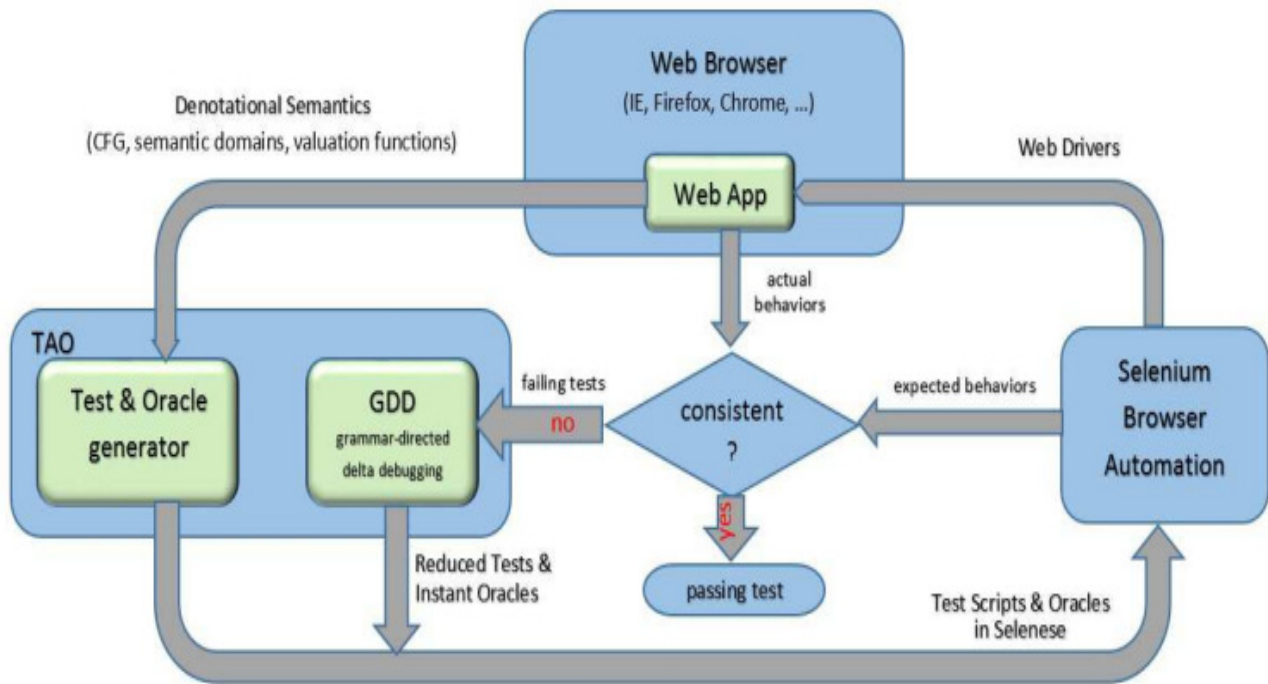 Web Browser
(IE, Firefox, Chrome, ...)
Denotational Semantics
(CFG, semantic domains, valuation functions)
Web Drivers
Web App
actual
behaviors
TAO
Test & Oracle
generator
GDD
grammar-directed
delta debugging
failing tests
no
consistent
?
expected behaviors
Selenium
Browser
Automation
yes
passing test
Reduced Tests &
Instant Oracles
Test Scripts & Oracles
in Selenese